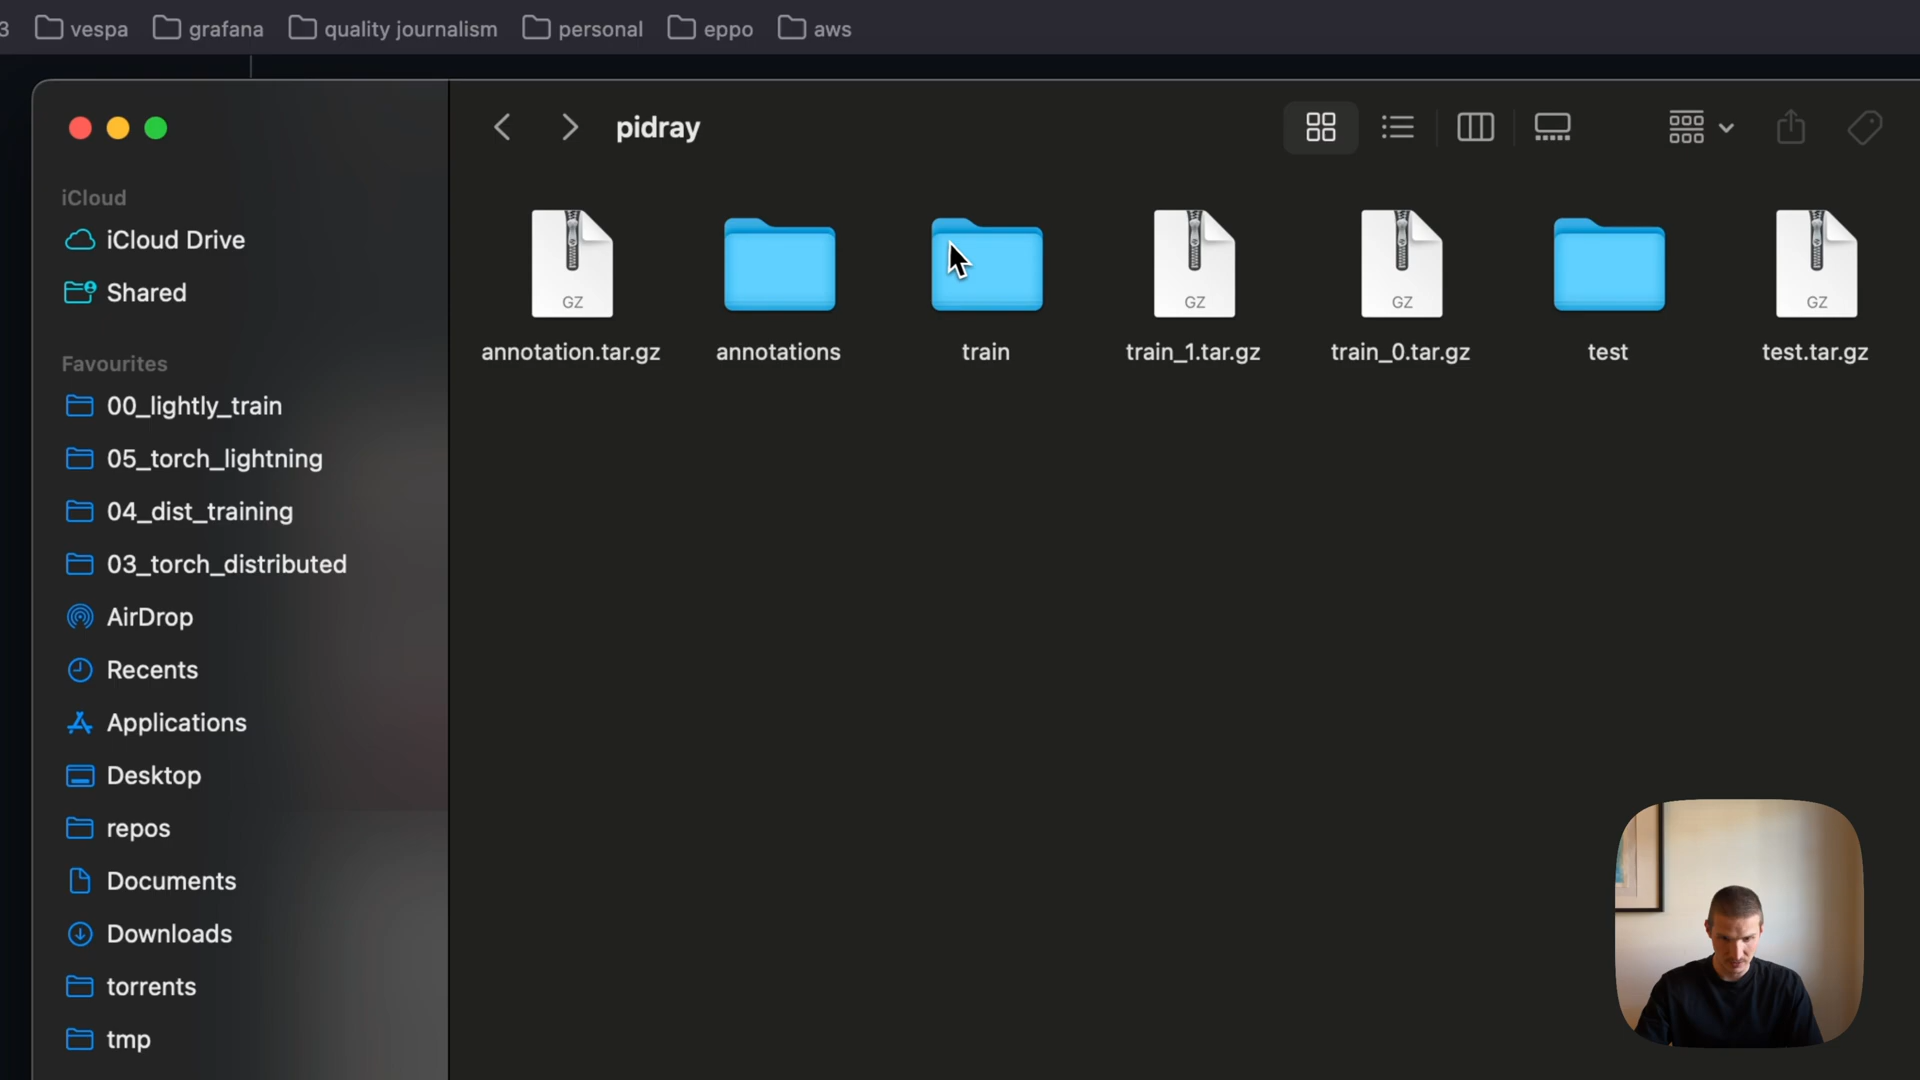 3 vespa grafana quality journalism personal eppo aws
pidray
iCloud
iCloud Drive
Shared
Favourites
00_lightly_train
05_torch_lightning
04_dist_training
03_torch_distributed
AirDrop
Recents
Applications
Desktop
repos
Documents
Downloads
torrents
tmp
GZ GZ GZ GZ
annotation.tar.gz annotations train train_1.tar.gz train_0.tar.gz test test.tar.gz